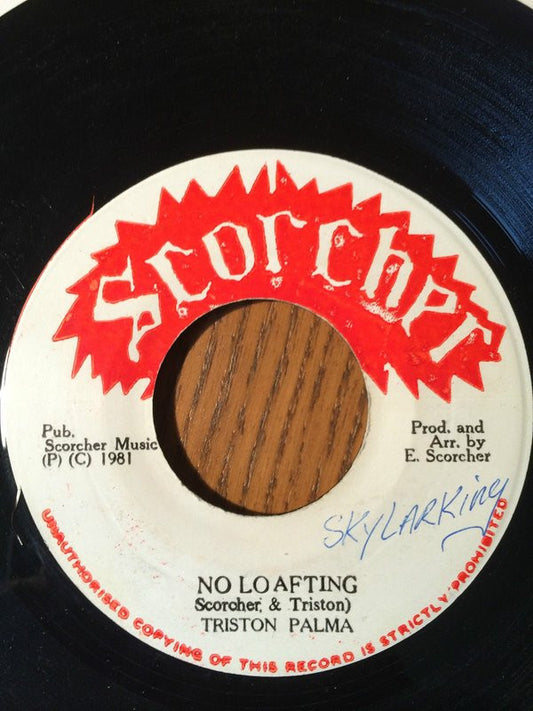 Scorcher
Pub.
Scorcher Music
(P) (C) 1981
Prod. and
Arr. by
E. Scorcher
SKYLARKING
NO LOAFTING
Scorcher, & Triston)
TRISTON PALMA
UNAUTHORISED COPYING OF THIS RECORD IS STRICTLY PROHIBITED